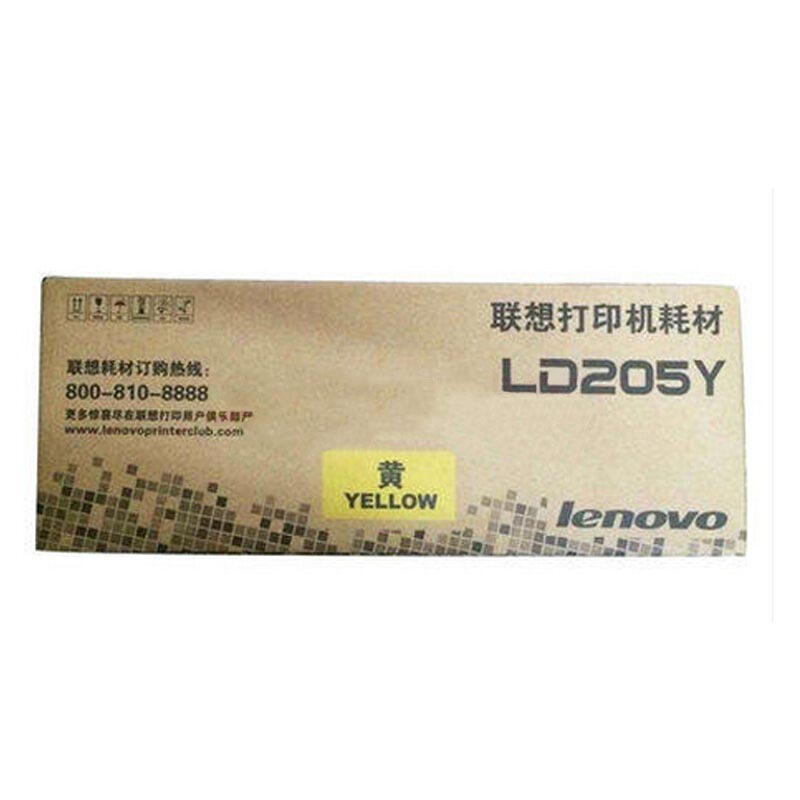 联想打印机耗材
LD205Y
联想耗材订购热线:
800-810-8888
更多惊喜尽在联想打印用户俱乐部
www.lenovoprinterclub.com
黄
YELLOW
lenovo